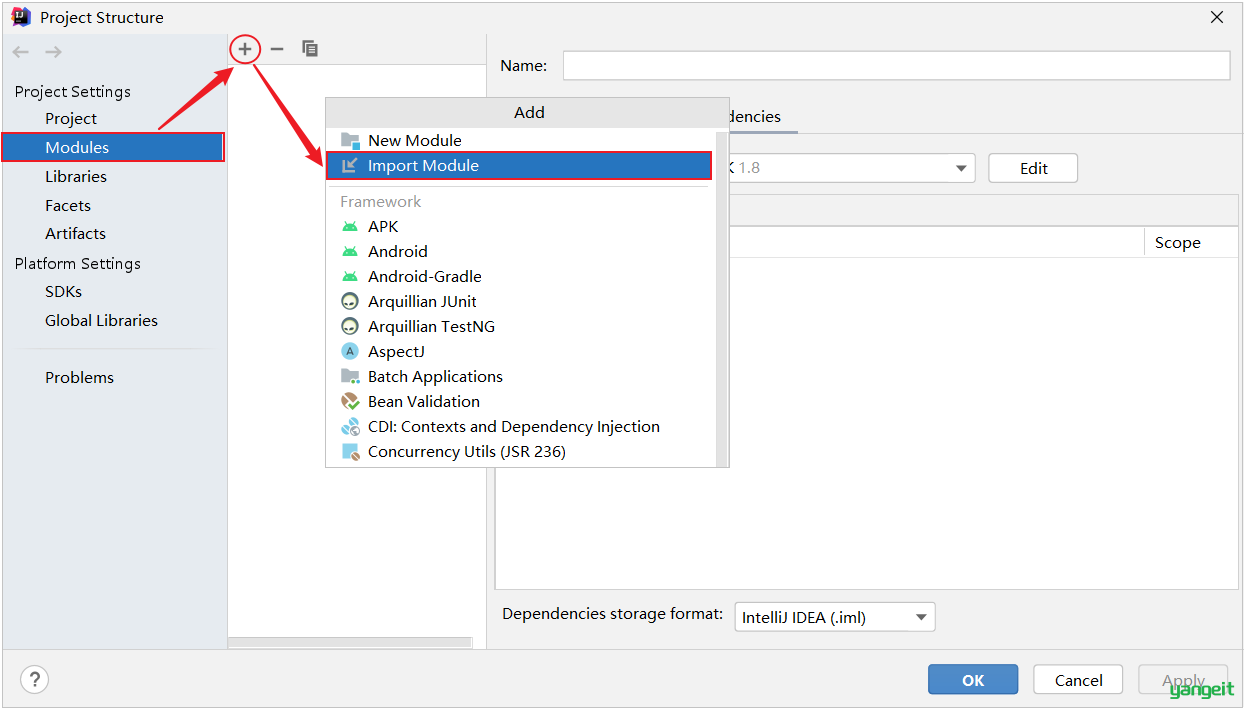 Project Structure
Project Settings
Project
Modules
Libraries
Facets
Artifacts
Platform Settings
SDKs
Global Libraries
Problems
Name:
Add
New Module
Import Module
Framework
APK
Android
Android-Gradle
Arquillian JUnit
Arquillian TestNG
AspectJ
Batch Applications
Bean Validation
CDI: Contexts and Dependency Injection
Concurrency Utils (JSR 236)
dencies
1.8
Edit
Scope
Dependencies storage format: IntelliJ IDEA (.iml)
? OK Cancel Apply
yangeit